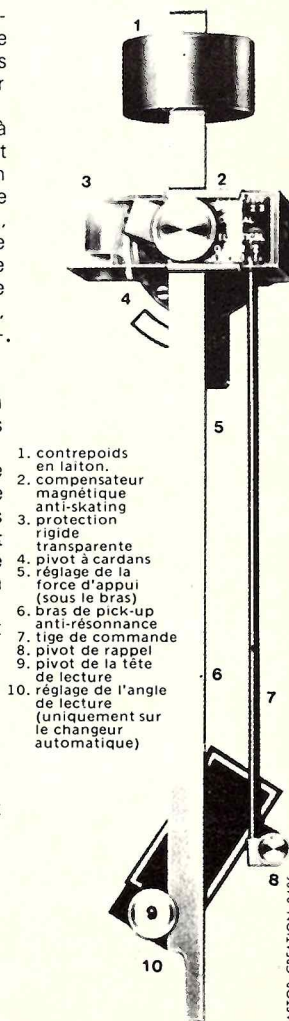 1
2
3
4
5
1. contrepoids
en laiton.
2. compensateur
magnétique
anti-skating
3. protection
rigide
transparente
4. pivot à cardans
5. réglage de la
force d'appui
(sous le bras)
6. bras de pick-up
anti-résonnance
7. tige de commande
8. pivot de rappel
9. pivot de la tête
de lecture
10. réglage de l'angle
de lecture
(uniquement sur
le changeur
automatique)
6
7
8
9
10